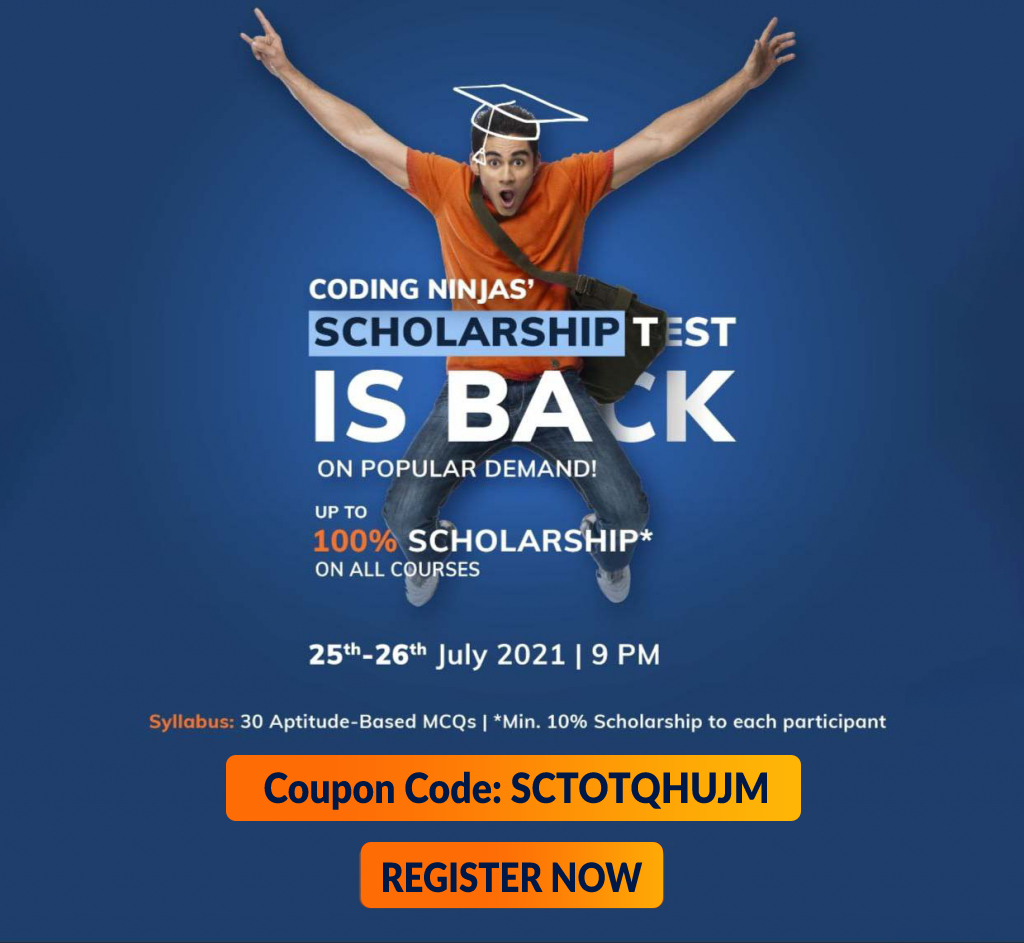 CODING NINJAS'
SCHOLARSHIP TEST
IS BACK
ON POPULAR DEMAND!
UP TO
100% SCHOLARSHIP*
ON ALL COURSES
25th-26th July 2021 | 9 PM
Syllabus: 30 Aptitude-Based MCQs | *Min. 10% Scholarship to each participant
Coupon Code: SCTOTQHUJM
REGISTER NOW